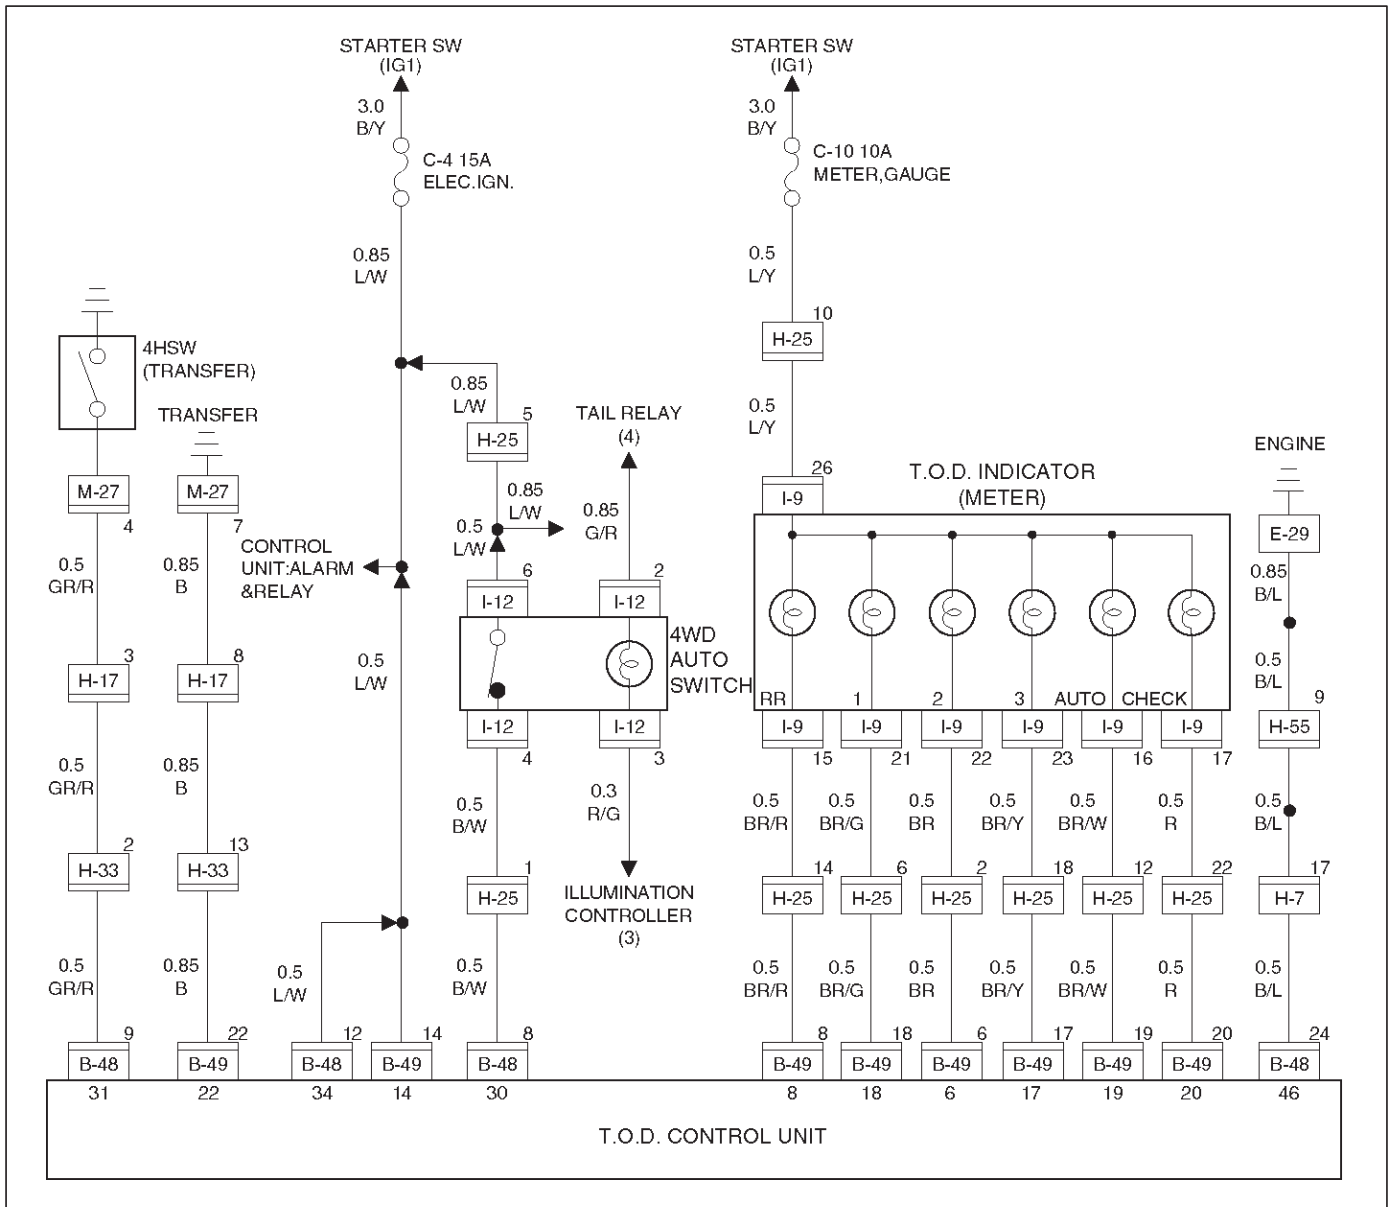 STARTER SW
(IG1)
STARTER SW
(IG1)
3.0
B/Y
3.0
B/Y
C-4 15A
ELEC.IGN.
C-10 10A
METER,GAUGE
0.85
L/W
0.5
L/Y
10
H-25
4HSW
(TRANSFER)
TRANSFER
0.85
L/W
5
H-25
TAIL RELAY
(4)
0.5
L/Y
ENGINE
26
I-9
T.O.D. INDICATOR
(METER)
M-27
4
M-27
7
0.85
L/W
0.5
L/W
0.85
G/R
E-29
CONTROL
UNIT:ALARM
&RELAY
0.5
GR/R
0.85
B
6
I-12
2
I-12
0.85
B/L
4WD
AUTO
SWITCH
3
H-17
8
H-17
0.5
L/W
0.5
B/L
RR
1
2
3
AUTO
CHECK
9
H-55
I-12
4
I-12
3
I-9
15
I-9
21
I-9
22
I-9
23
I-9
16
I-9
17
0.5
GR/R
0.85
B
0.5
B/W
0.3
R/G
0.5
BR/R
0.5
BR/G
0.5
BR
0.5
BR/Y
0.5
BR/W
0.5
R
0.5
B/L
2
H-33
13
H-33
1
H-25
ILLUMINATION
CONTROLLER
(3)
14
H-25
6
H-25
2
H-25
18
H-25
12
H-25
22
H-25
17
H-7
0.5
GR/R
0.85
B
0.5
L/W
0.5
B/W
0.5
BR/R
0.5
BR/G
0.5
BR
0.5
BR/Y
0.5
BR/W
0.5
R
0.5
B/L
9
B-48
22
B-49
12
B-48
14
B-49
8
B-48
8
B-49
18
B-49
6
B-49
17
B-49
19
B-49
20
B-49
24
B-48
31
22
34
14
30
8
18
6
17
19
20
46
T.O.D. CONTROL UNIT